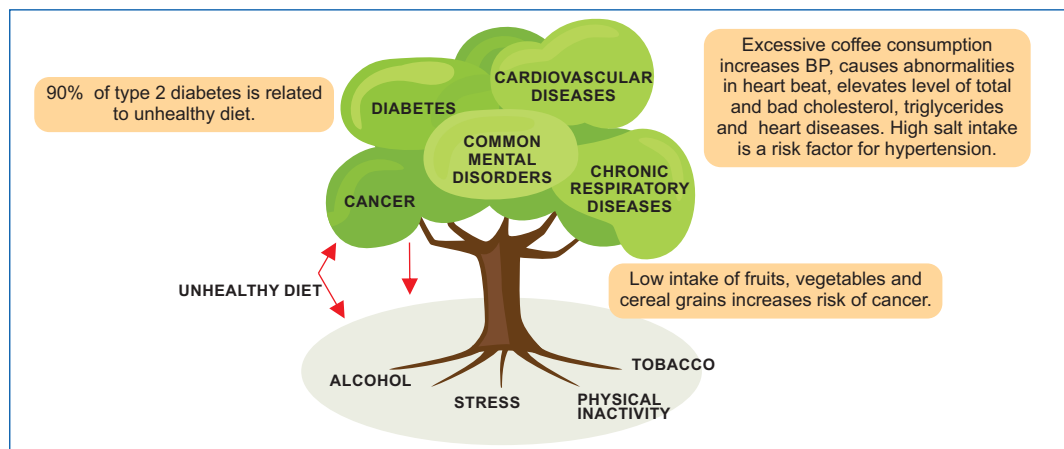 90% of type 2 diabetes is related
to unhealthy diet.
CARDIOVASCULAR
DISEASES
DIABETES
COMMON
MENTAL
DISORDERS
CANCER
CHRONIC
RESPIRATORY
DISEASES
Excessive coffee consumption
increases BP, causes abnormalities
in heart beat, elevates level of total
and bad cholesterol, triglycerides
and heart diseases. High salt intake
is a risk factor for hypertension.
UNHEALTHY DIET
Low intake of fruits, vegetables and
cereal grains increases risk of cancer.
ALCOHOL
STRESS
PHYSICAL
INACTIVITY
TOBACCO